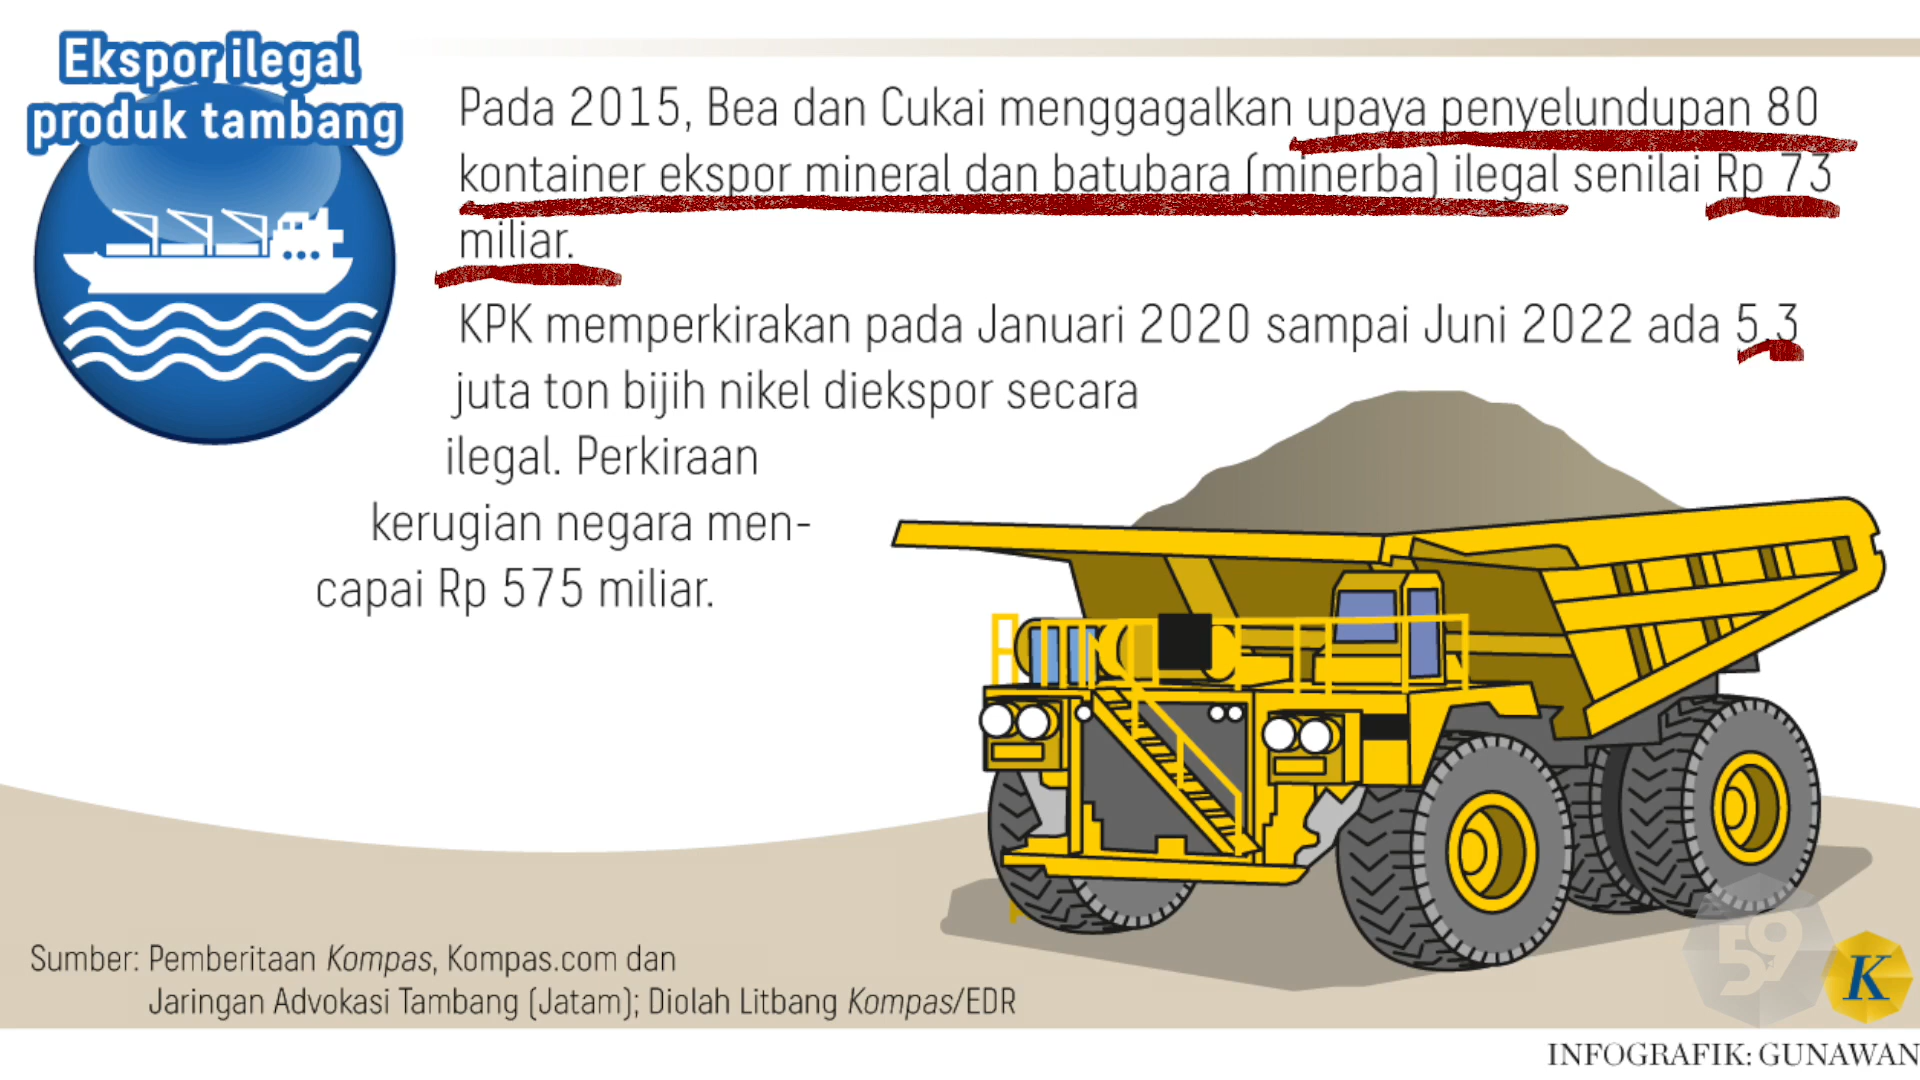 Ekspor ilegal
produk tambang
Pada 2015, Bea dan Cukai menggagalkan upaya penyelundupan 80
kontainer ekspor mineral dan batubara (minerba) ilegal senilai Rp 73
miliar.
KPK memperkirakan pada Januari 2020 sampai Juni 2022 ada 5,3
juta ton bijih nikel diekspor secara
ilegal. Perkiraan
kerugian negara men-
capai Rp 575 miliar.
Sumber: Pemberitaan Kompas, Kompas.com dan
Jaringan Advokasi Tambang (Jatam); Diolah Litbang Kompas/EDR
59
K
INFOGRAFIK: GUNAWAN